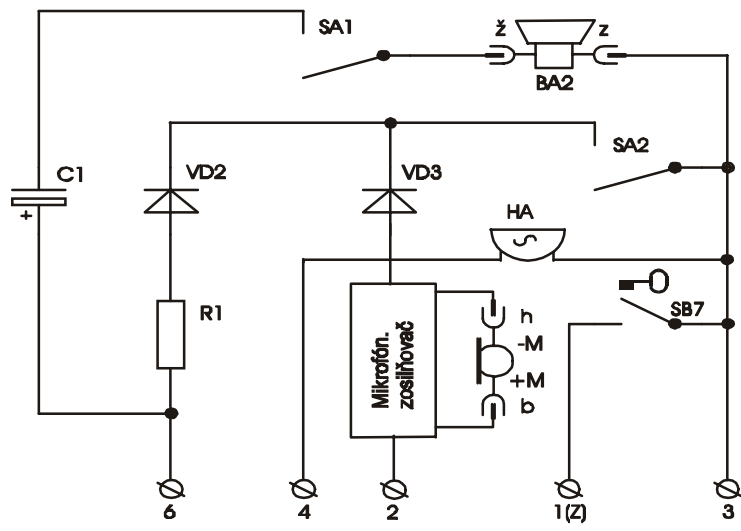 SA1
ž
z
BA2
C1
+
VD2
VD3
SA2
HA
R1
SB7
Mikrofón.
zosilňovač
h
-M
+M
b
6
4
2
1(Z)
3